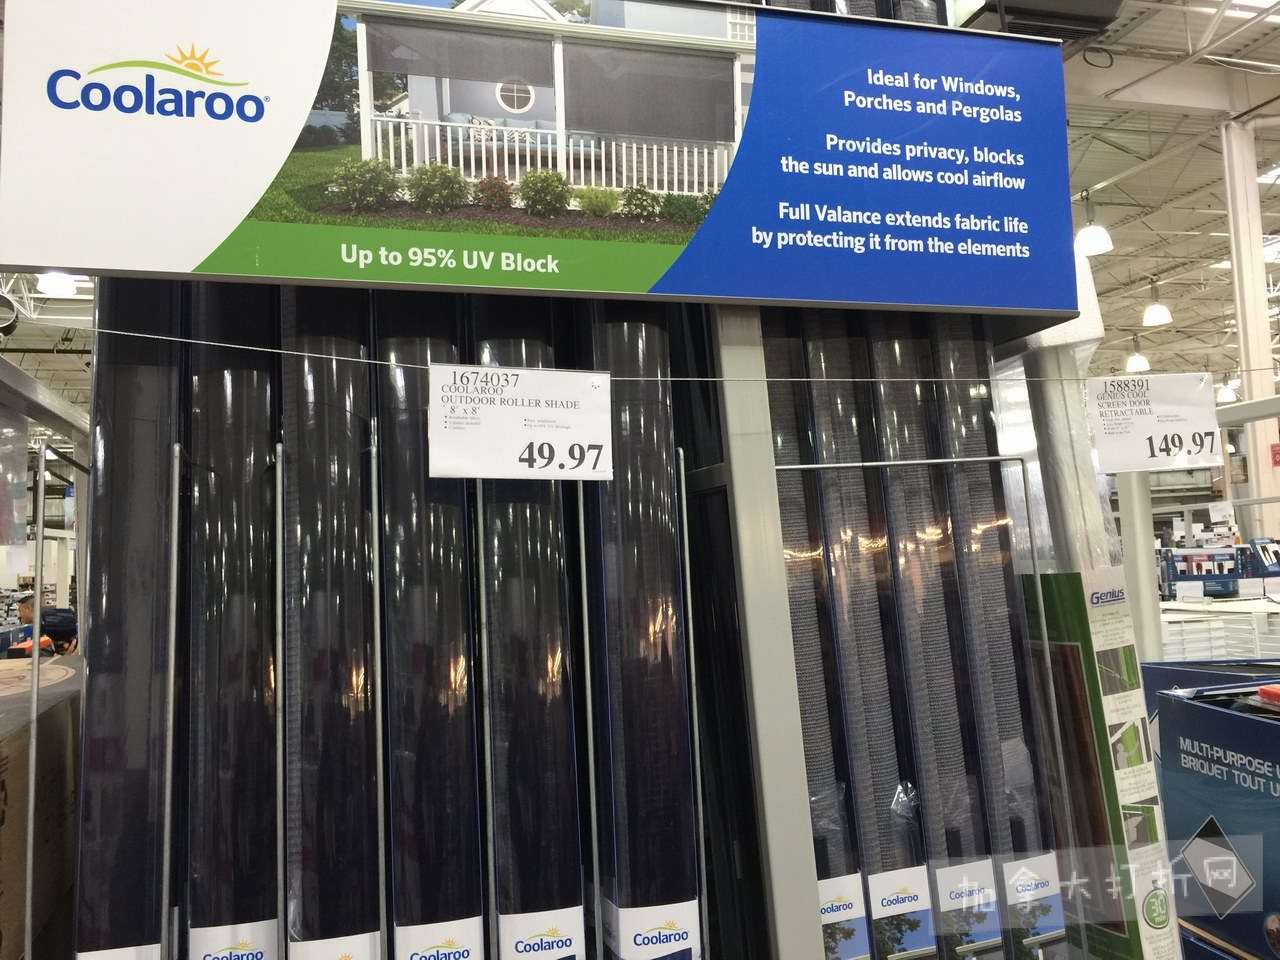 Coolaroo®
Ideal for Windows,
Porches and Pergolas
Provides privacy, blocks
the sun and allows cool airflow
Full Valance extends fabric life
by protecting it from the elements
Up to 95% UV Block
1674037
COOLAROO
OUTDOOR ROLLER SHADE
8' x 8'
49.97
1588391
GENIUS COOL
SCREEN DOOR
RETRACTABLE
149.97
Genius
MULTI-PURPOSE
BRIQUET TOUT
Coolaroo
Coolaroo
Coolaroo
Coolaroo
Coolaroo
Coolaroo
Coolaroo
30
加拿大打折网